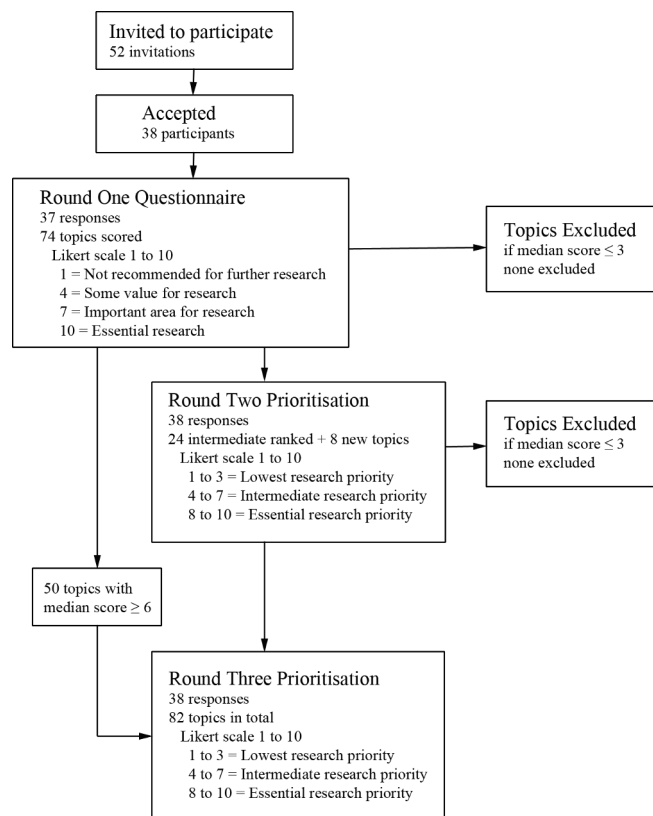 Invited to participate
52 invitations
Accepted
38 participants
Round One Questionnaire
37 responses
74 topics scored
Likert scale 1 to 10
1 = Not recommended for further research
4 = Some value for research
7 = Important area for research
10 = Essential research
Topics Excluded
if median score ≤ 3
none excluded
Round Two Prioritisation
38 responses
24 intermediate ranked + 8 new topics
Likert scale 1 to 10
1 to 3 = Lowest research priority
4 to 7 = Intermediate research priority
8 to 10 = Essential research priority
Topics Excluded
if median score ≤ 3
none excluded
50 topics with
median score ≥ 6
Round Three Prioritisation
38 responses
82 topics in total
Likert scale 1 to 10
1 to 3 = Lowest research priority
4 to 7 = Intermediate research priority
8 to 10 = Essential research priority